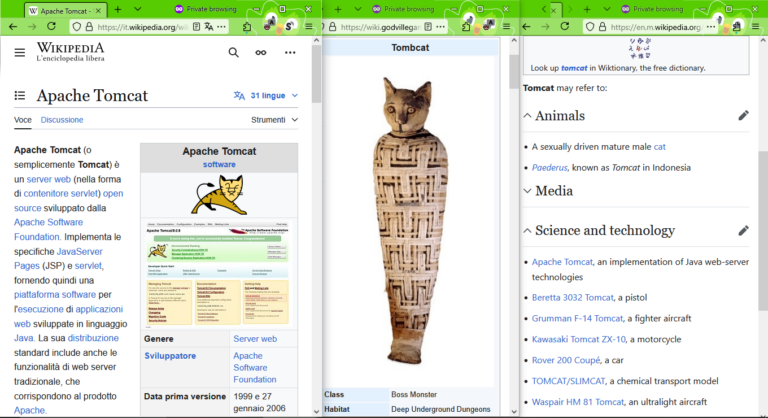 Apache Tomcat -
Private browsing
it.wikipedia.org/wi
WIKIPEDIA
L'enciclopedia libera
Apache Tomcat
31 lingue
Voce Discussione Strumenti
Apache Tomcat (o
semplicemente Tomcat) è
un server web (nella forma
di contenitore servlet) open
source sviluppato dalla
Apache Software
Foundation. Implementa le
specifiche JavaServer
Pages (JSP) e servlet,
fornendo quindi una
piattaforma software per
l'esecuzione di applicazioni
web sviluppate in linguaggio
Java. La sua distribuzione
standard include anche le
funzionalità di web server
tradizionale, che
corrispondono al prodotto
Apache.
Apache Tomcat
software
Genere Server web
Sviluppatore Apache
Software
Foundation
Data prima versione 1999 e 27
gennaio 2006
Private browsing
https://wiki.godvillega
Tombcat
Class Boss Monster
Habitat Deep Underground Dungeons
Private browsing
https://en.m.wikipedia.org
Look up tomcat in Wiktionary, the free dictionary.
Tomcat may refer to:
Animals
• A sexually driven mature male cat
• Paederus, known as Tomcat in Indonesia
Media
Science and technology
• Apache Tomcat, an implementation of Java web-server
technologies
• Beretta 3032 Tomcat, a pistol
• Grumman F-14 Tomcat, a fighter aircraft
• Kawasaki Tomcat ZX-10, a motorcycle
• Rover 200 Coupé, a car
• TOMCAT/SLIMCAT, a chemical transport model
• Waspair HM 81 Tomcat, an ultralight aircraft